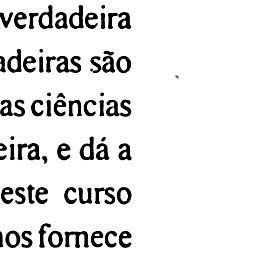 verdadeira
adeiras são
as ciências
eira, e dá a
este curso
nos fornece